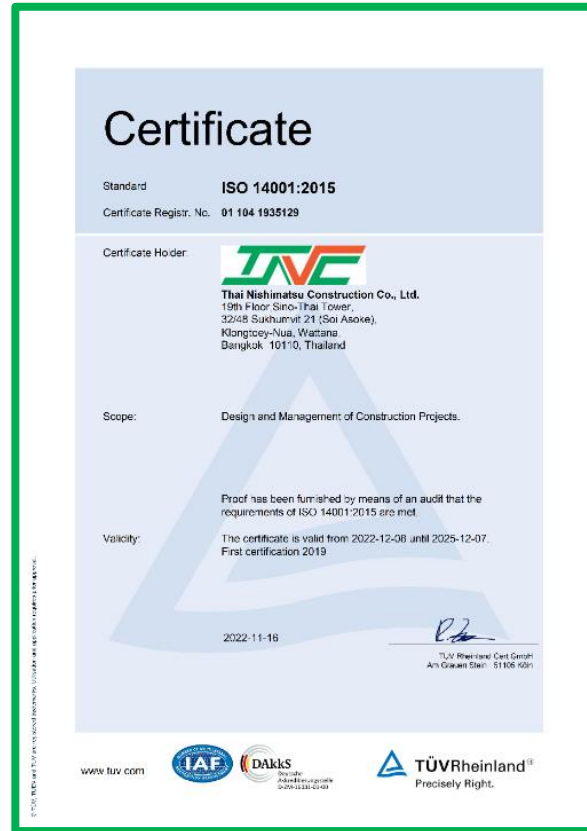 Certificate
Standard ISO 14001:2015
Certificate Registr. No. 01 104 1935129
Certificate Holder:
TNC
Thai Nishimatsu Construction Co., Ltd.
19th Floor Sino-Thai Tower,
32/48 Sukhumvit 21 (Soi Asoke),
Klongtoey-Nua, Wattana,
Bangkok 10110, Thailand
Scope: Design and Management of Construction Projects.
Proof has been furnished by means of an audit that the
requirements of ISO 14001:2015 are met.
Validity: The certificate is valid from 2022-12-08 until 2025-12-07.
First certification 2019
2022-11-16
TÜV Rheinland Cert GmbH
Am Grauen Stein · 51105 Köln
www.tuv.com
IAF
DAkkS
Deutsche
Akkreditierungsstelle
TÜVRheinland®
Precisely Right.